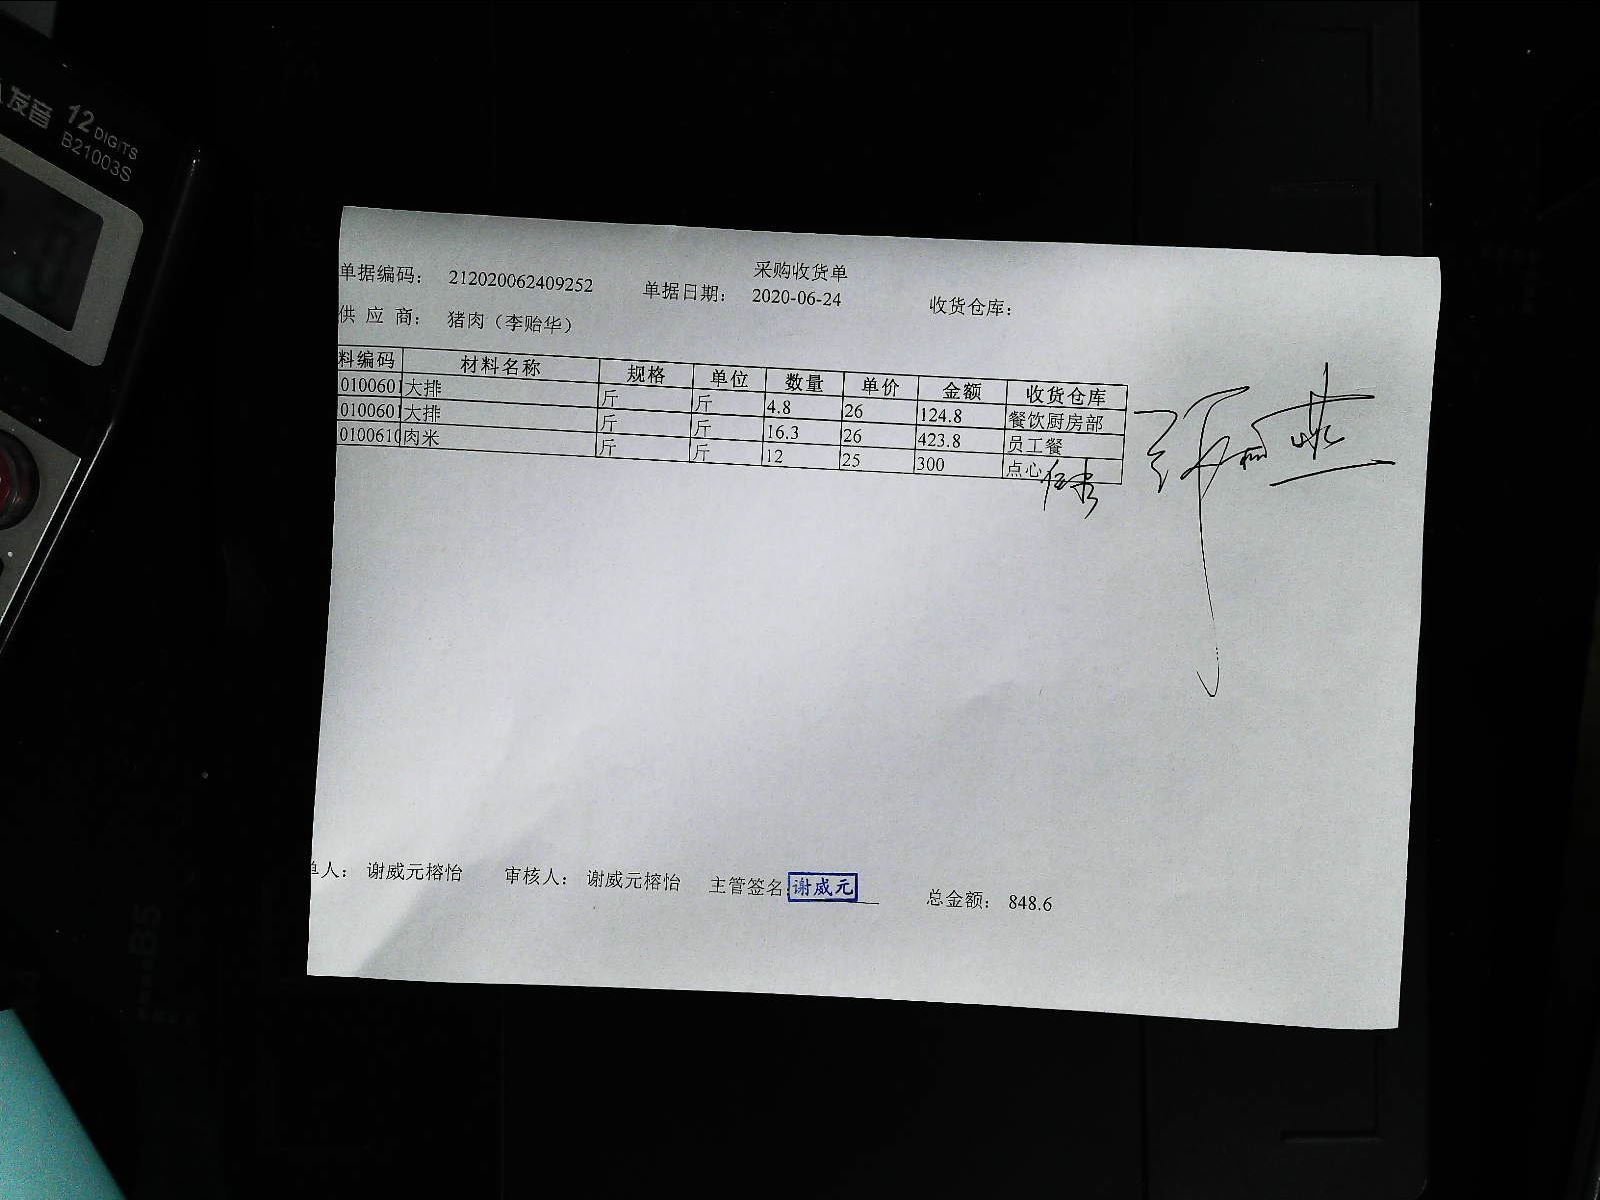 发音 12 DIGITS
B21003S
采购收货单
单据编码： 212020062409252 单据日期： 2020-06-24 收货仓库：
供 应 商： 猪肉（李贻华）
料编码 材料名称 规格 单位 数量 单价 金额 收货仓库
0100601 大排 斤 斤 4.8 26 124.8 餐饮厨房部
0100601 大排 斤 斤 16.3 26 423.8 员工餐
0100610 肉米 斤 斤 12 25 300 点心
单人： 谢威元榕怡 审核人： 谢威元榕怡 主管签名: 谢威元 总金额： 848.6